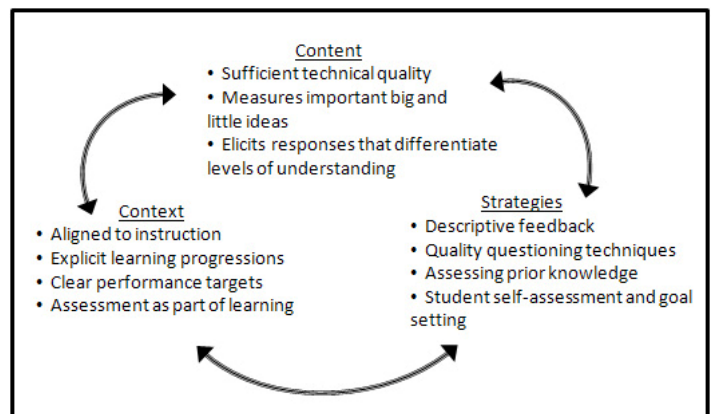 Content
• Sufficient technical quality
• Measures important big and
little ideas
• Elicits responses that differentiate
levels of understanding
Context
• Aligned to instruction
• Explicit learning progressions
• Clear performance targets
• Assessment as part of learning
Strategies
• Descriptive feedback
• Quality questioning techniques
• Assessing prior knowledge
• Student self-assessment and goal
setting